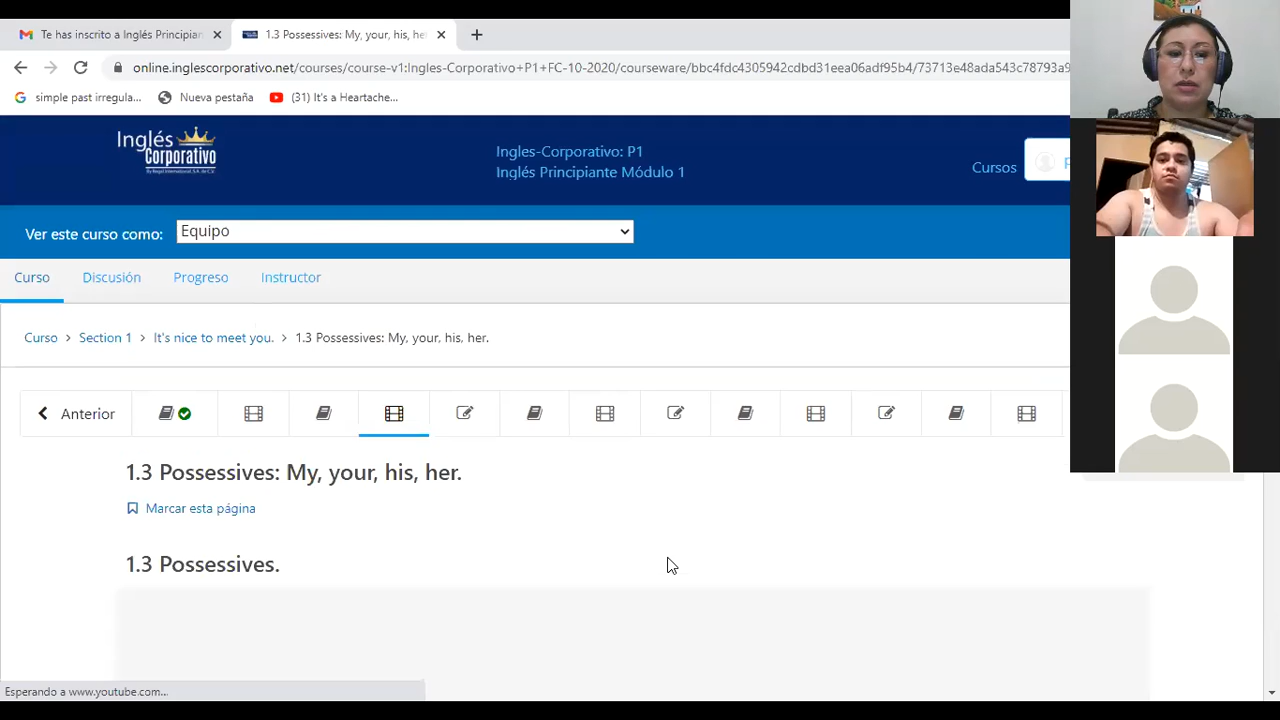 Te has inscrito a Inglés Principian
1.3 Possessives: My, your, his, he
online.inglescorporativo.net/courses/course-v1:Ingles-Corporativo+P1+FC-10-2020/courseware/bbc4fdc4305942cdbd31eea06adf95b4/73713e48ada543c78793a9
simple past irregula...
Nueva pestaña
(31) It's a Heartache...
Inglés
Corporativo
Ingles-Corporativo: P1
Inglés Principiante Módulo 1
Cursos
Ver este curso como:
Equipo
Curso
Discusión
Progreso
Instructor
Curso > Section 1 > It's nice to meet you. > 1.3 Possessives: My, your, his, her.
Anterior
1.3 Possessives: My, your, his, her.
Marcar esta página
1.3 Possessives.
Esperando a www.youtube.com...